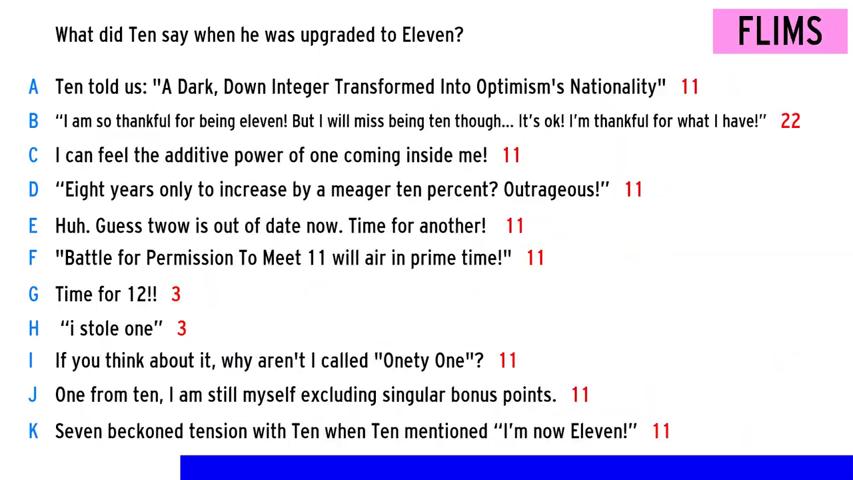 What did Ten say when he was upgraded to Eleven?
FLIMS
A Ten told us: "A Dark, Down Integer Transformed Into Optimism's Nationality" 11
B “I am so thankful for being eleven! But I will miss being ten though... It’s ok! I’m thankful for what I have!” 22
C I can feel the additive power of one coming inside me! 11
D “Eight years only to increase by a meager ten percent? Outrageous!” 11
E Huh. Guess twow is out of date now. Time for another! 11
F "Battle for Permission To Meet 11 will air in prime time!" 11
G Time for 12!! 3
H “i stole one” 3
I If you think about it, why aren't I called "Onety One"? 11
J One from ten, I am still myself excluding singular bonus points. 11
K Seven beckoned tension with Ten when Ten mentioned “I’m now Eleven!” 11